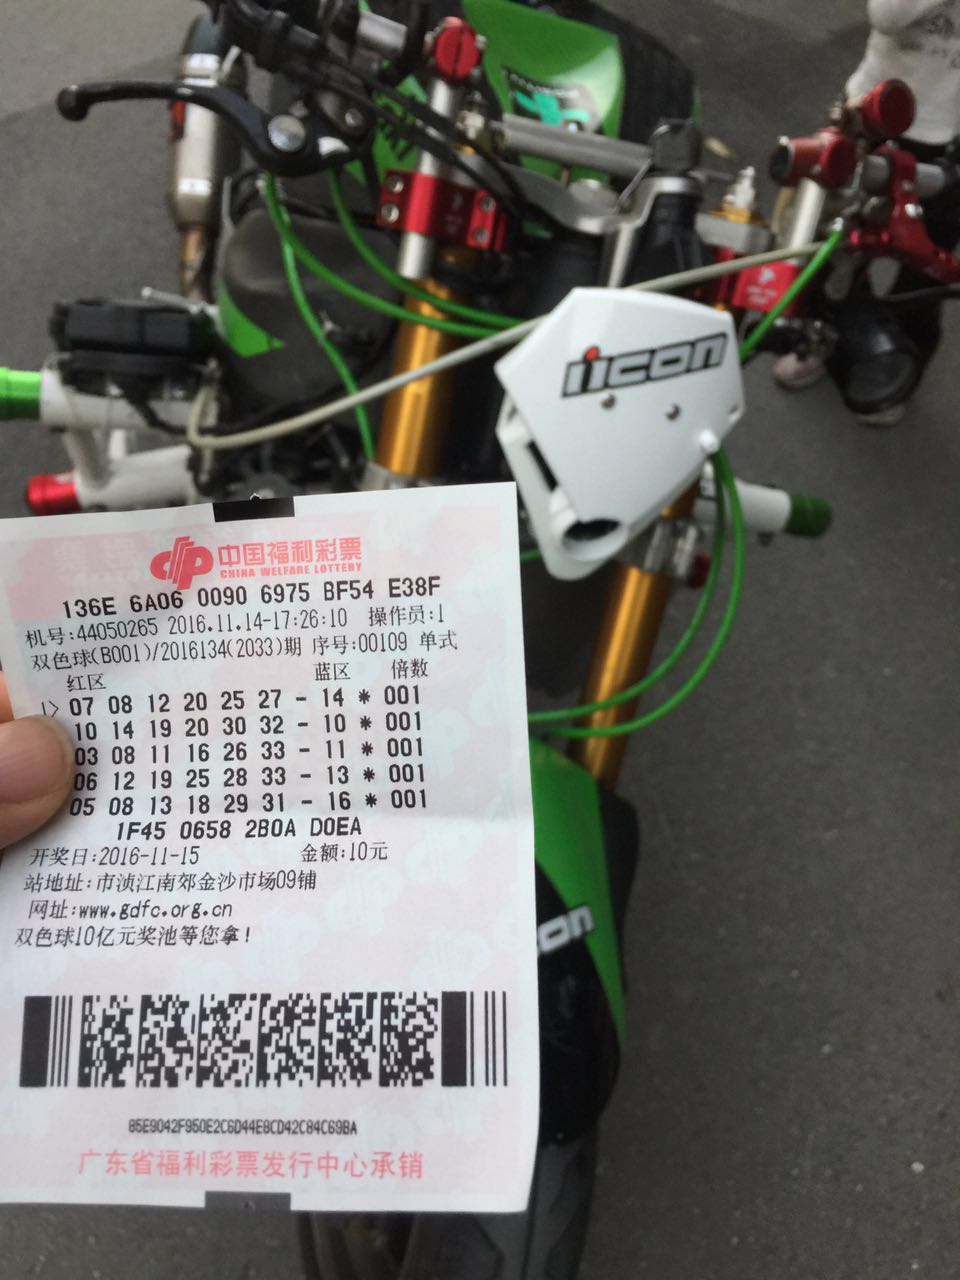 iicon
中国福利彩票
CHINA WELFARE LOTTERY
136E 6A06 0090 6975 BF54 E38F
机号:44050265 2016.11.14-17:26:10 操作员:1
双色球(B001)/2016134(2033)期 序号:00109 单式
红区 蓝区 倍数
1> 07 08 12 20 25 27 - 14 * 001
10 14 19 20 30 32 - 10 * 001
03 08 11 16 26 33 - 11 * 001
06 12 19 25 28 33 - 13 * 001
05 08 13 18 29 31 - 16 * 001
1F45 0658 2B0A D0EA
开奖日:2016-11-15 金额:10元
站地址:市浈江南郊金沙市场09铺
网址:www.gdfc.org.cn
双色球10亿元奖池等您拿!
85E9042F950E2C6D44E8CD42C84C69BA
广东省福利彩票发行中心承销
con